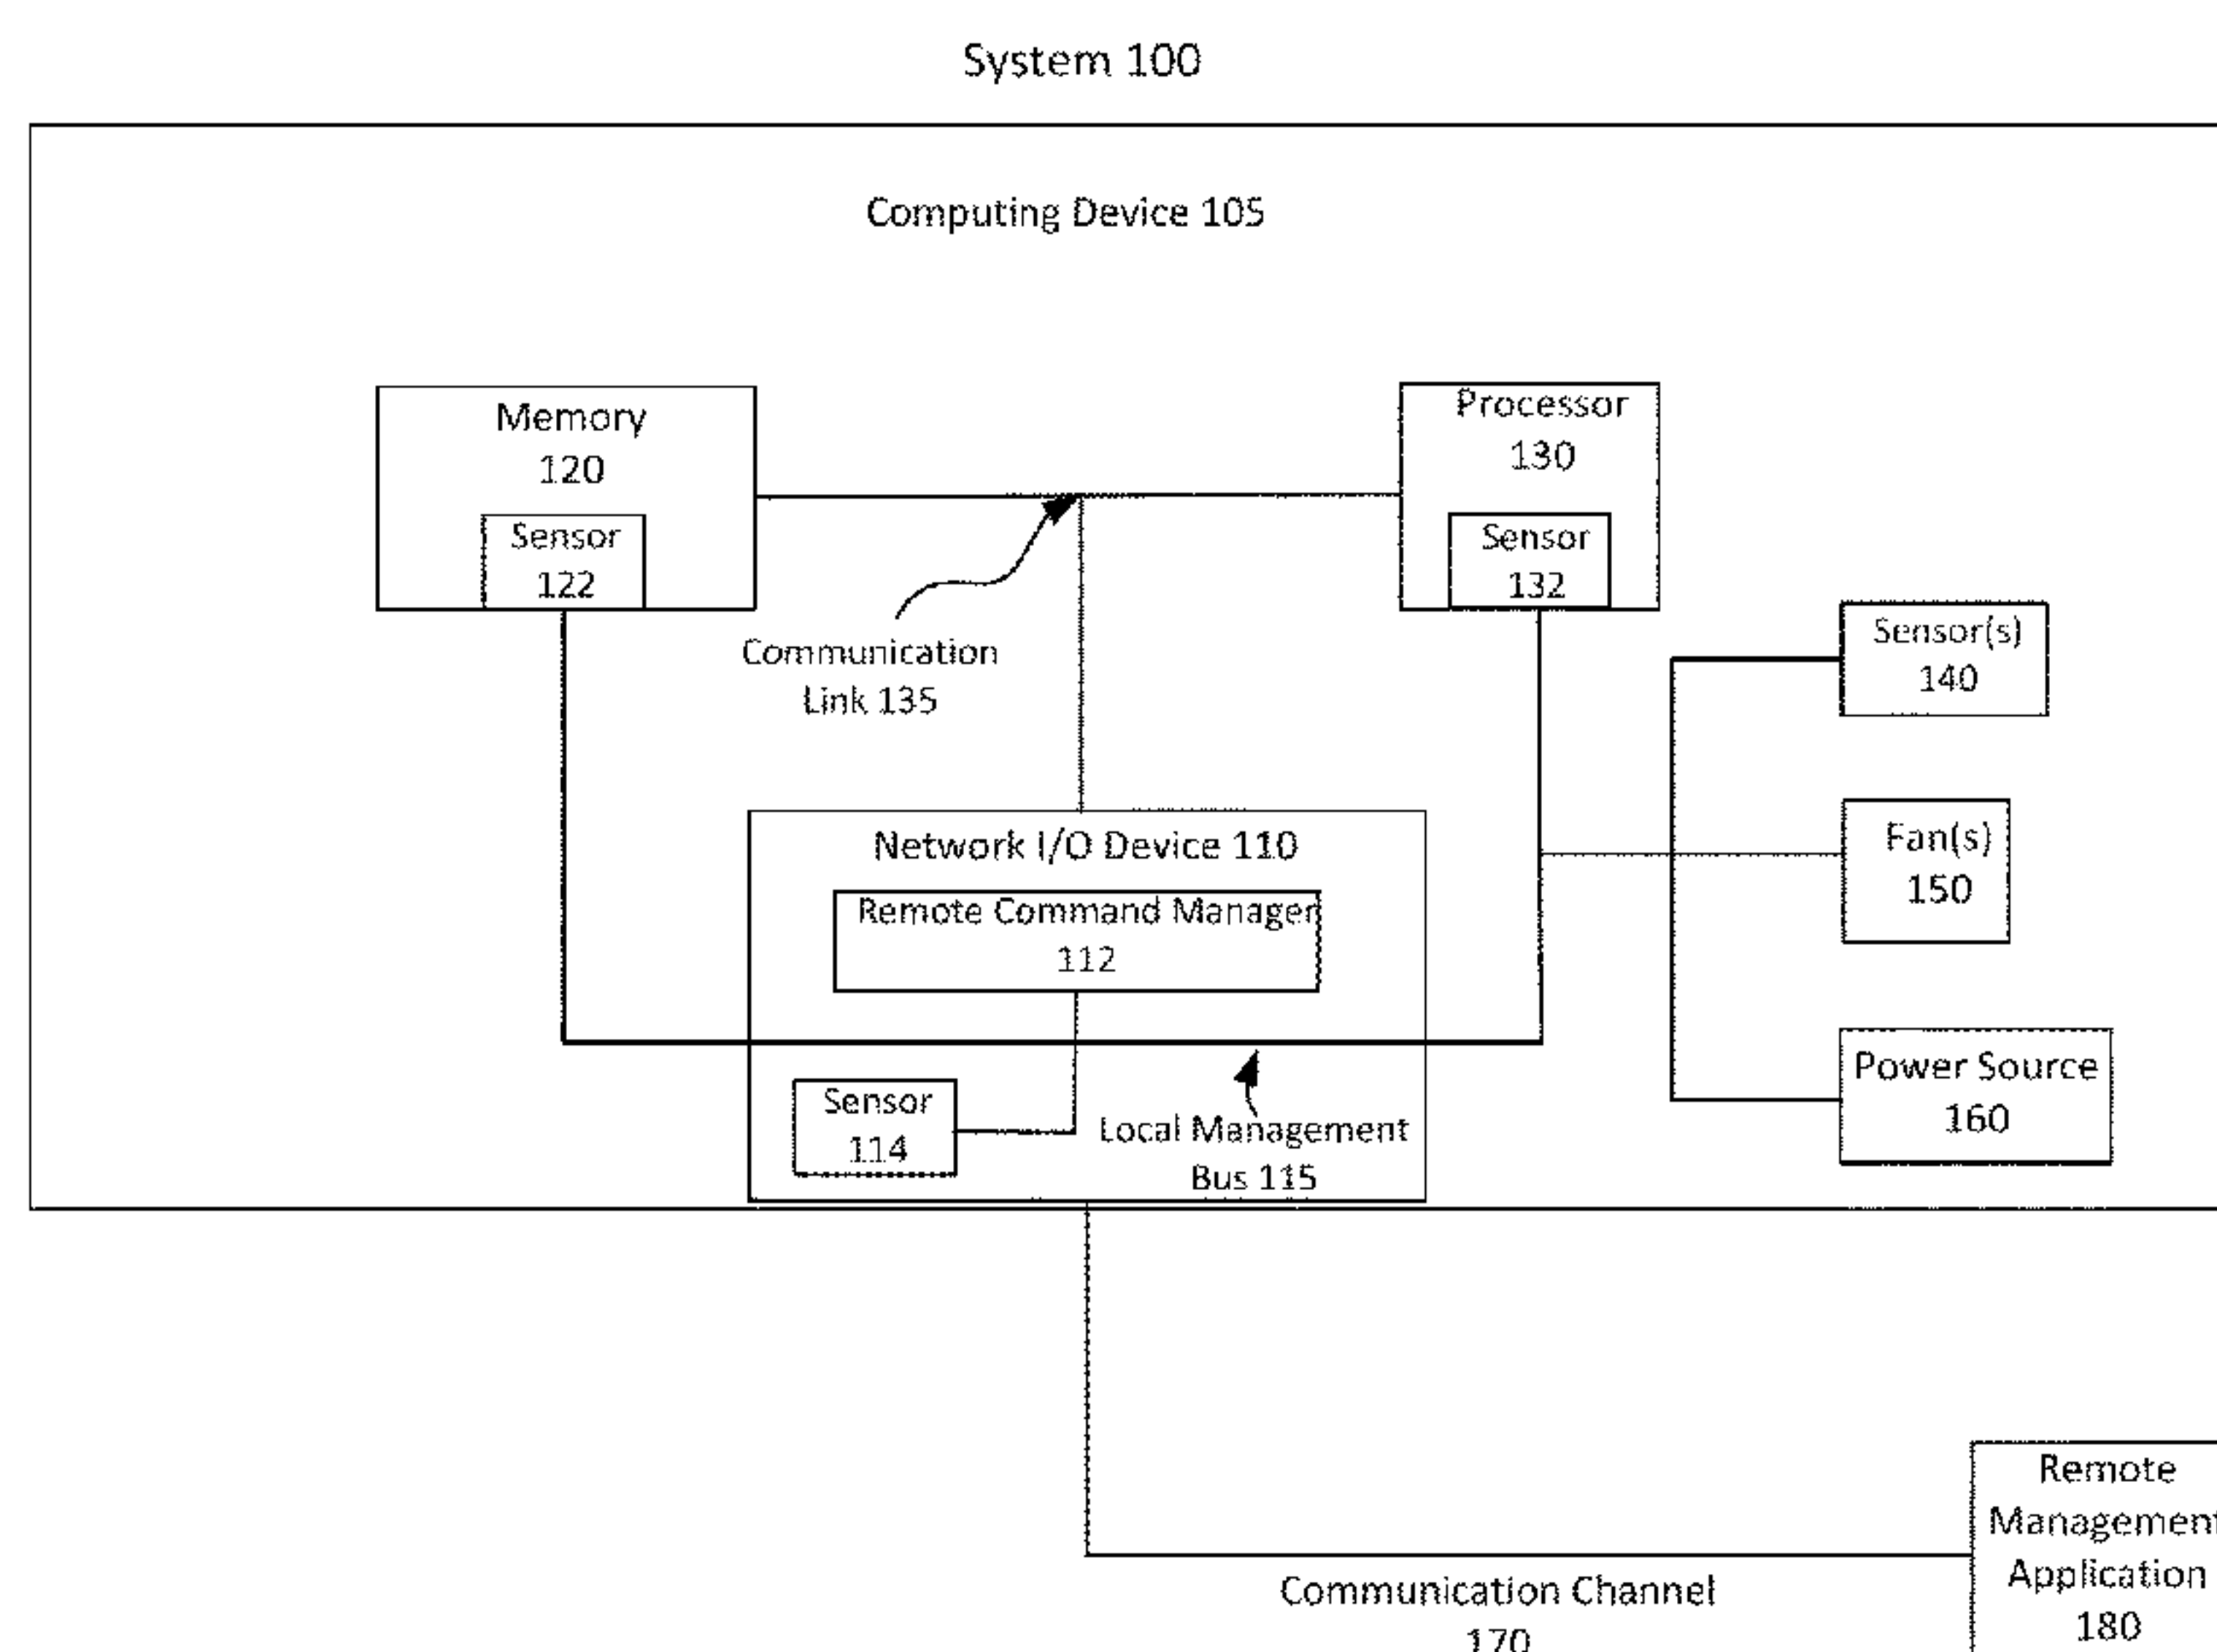 System 100
Computing Device 105
Memory
120
Sensor
122
Processor
130
Sensor
132
Communication
Link 135
Sensor(s)
140
Fan(s)
150
Power Source
160
Network I/O Device 110
Remote Command Manager
112
Sensor
114
Local Management
Bus 115
Communication Channel
170
Remote
Management
Application
180